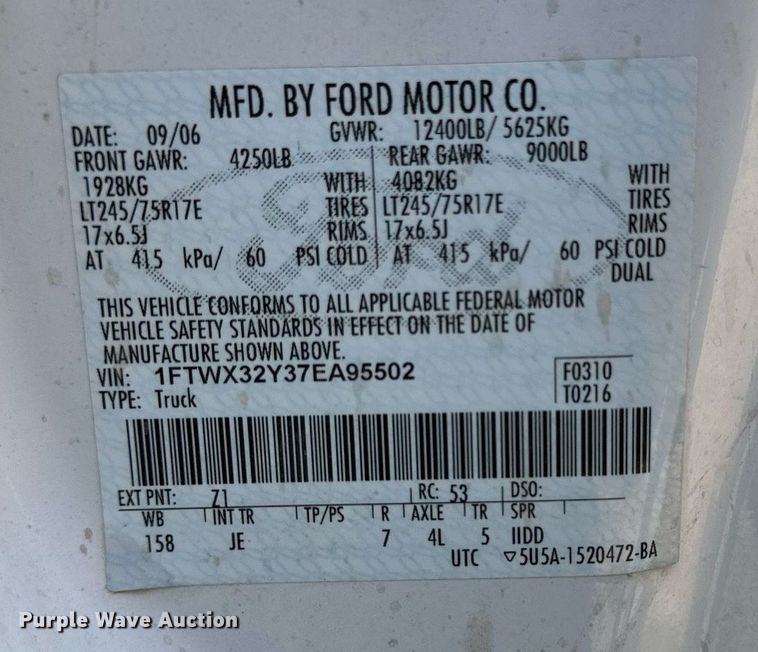 MFD. BY FORD MOTOR CO.
DATE: 09/06 GVWR: 12400LB/ 5625KG
FRONT GAWR: 4250LB REAR GAWR: 9000LB
1928KG WITH 4082KG WITH
LT245/75R17E TIRES LT245/75R17E TIRES
17x6.5J RIMS 17x6.5J RIMS
AT 415 kPa/ 60 PSI COLD AT 415 kPa/ 60 PSI COLD
DUAL
Ford
THIS VEHICLE CONFORMS TO ALL APPLICABLE FEDERAL MOTOR
VEHICLE SAFETY STANDARDS IN EFFECT ON THE DATE OF
MANUFACTURE SHOWN ABOVE.
VIN: 1FTWX32Y37EA95502 F0310
TYPE: Truck T0216
EXT PNT: Z1 RC: 53 DSO:
WB INT TR TP/PS R AXLE TR SPR
158 JE 7 4L 5 IIDD
UTC ▽5U5A-1520472-BA
Purple Wave Auction